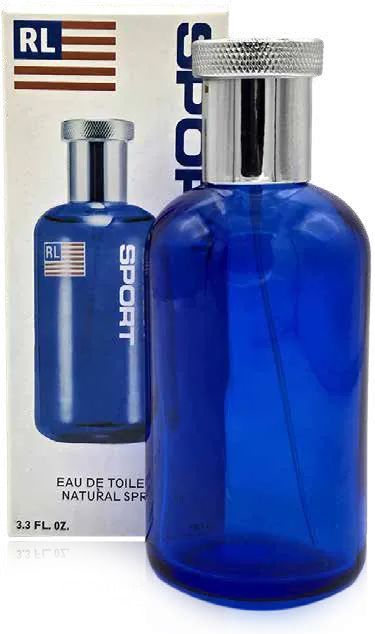 RL
SPOR
RL
SPORT
EAU DE TOILE
NATURAL SPR
3.3 FL. OZ.